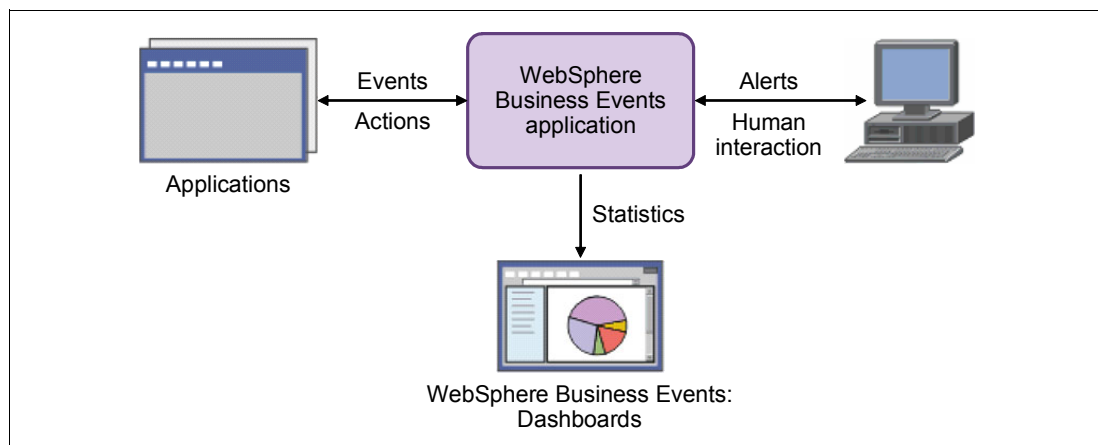 WebSphere
Business Events
application
Events
Actions
Alerts
Human
interaction
Applications
Statistics
WebSphere Business Events:
Dashboards